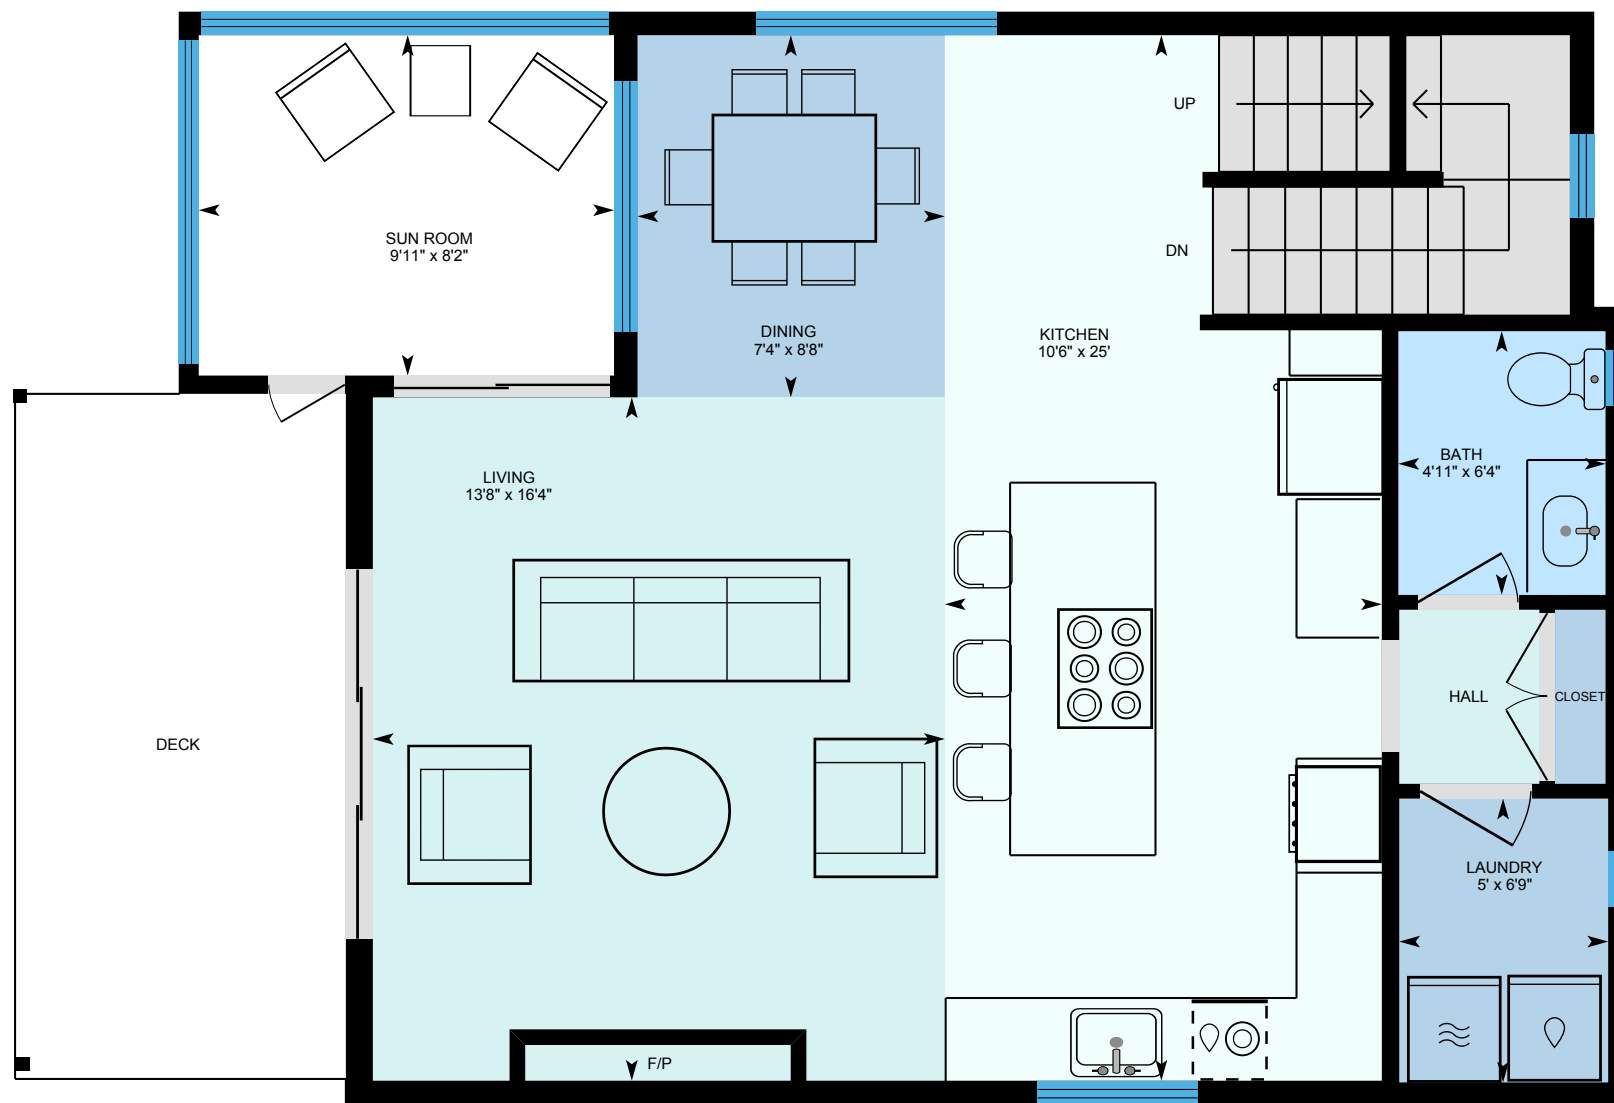 UP
SUN ROOM
9'11" x 8'2"
DN
DINING
7'4" x 8'8"
KITCHEN
10'6" x 25'
BATH
4'11" x 6'4"
LIVING
13'8" x 16'4"
HALL
CLOSET
DECK
LAUNDRY
5' x 6'9"
F/P